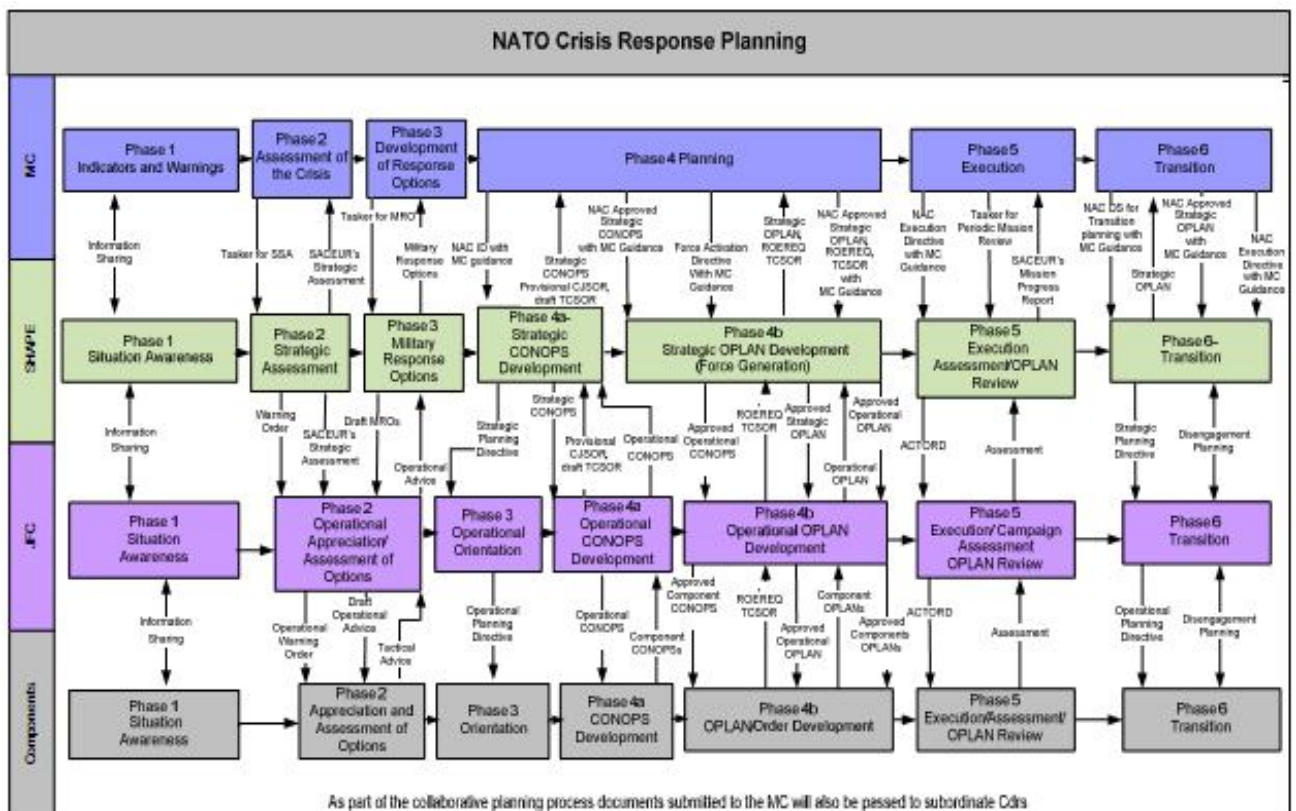 NATO Crisis Response Planning
MC
Phase 1
Indicators and Warnings
Phase 2
Assessment of
the Crisis
Phase 3
Development
of Response
Options
Phase 4 Planning
Phase 5
Execution
Phase 6
Transition
Information
Sharing
Tasker for SSA
SACEUR's
Strategic
Assessment
Tasker for MRO
Military
Response
Options
NAC ID with
MC guidance
Strategic
CONOPS
Provisional CJSOR,
draft TCSOR
NAC Approved
Strategic
CONOPS
with MC Guidance
Force Activation
Directive
With MC
Guidance
Strategic
OPLAN,
ROEREQ
TCSOR
NAC Approved
Strategic
OPLAN,
ROEREQ,
TCSOR
with
MC Guidance
NAC
Execution
Directive
with MC
Guidance
Tasker for
Periodic Mission
Review
SACEUR's
Mission
Progress
Report
NAC DS for
Transition
planning with
MC Guidance
Strategic
OPLAN
NAC Approved
Strategic
OPLAN
with
MC Guidance
NAC
Execution
Directive
with MC
Guidance
SHAPE
Phase 1
Situation Awareness
Phase 2
Strategic
Assessment
Phase 3
Military
Response
Options
Phase 4a-
Strategic
CONOPS
Development
Phase 4b
Strategic OPLAN Development
(Force Generation)
Phase 5
Execution
Assessment/OPLAN
Review
Phase 6-
Transition
Information
Sharing
Warning
Order
SACEUR's
Strategic
Assessment
Draft MROs
Operational
Advice
Strategic
Planning
Directive
Strategic
CONOPS
Provisional
CJSOR,
draft TCSOR
Operational
CONOPS
Approved
Operational
CONOPS
ROEREQ
TCSOR
Approved
Strategic
OPLAN
Operational
OPLAN
Approved
Operational
OPLAN
ACTORD
Assessment
Strategic
Planning
Directive
Disengagement
Planning
JFC
Phase 1
Situation
Awareness
Phase 2
Operational
Appreciation/
Assessment of
Options
Phase 3
Operational
Orientation
Phase 4a
Operational
CONOPS
Development
Phase 4b
Operational OPLAN
Development
Phase 5
Execution/Campaign
Assessment
OPLAN Review
Phase 6
Transition
Information
Sharing
Operational
Warning
Order
Draft
Operational
Advice
Tactical
Advice
Operational
Planning
Directive
Operational
CONOPS
Component
CONOPSs
Approved
Component
CONOPS
ROEREQ
TCSOR
Approved
Operational
OPLAN
Component
OPLANs
Approved
Components
OPLANs
ACTORD
Assessment
Operational
Planning
Directive
Disengagement
Planning
Components
Phase 1
Situation
Awareness
Phase 2
Appreciation and
Assessment of
Options
Phase 3
Orientation
Phase 4a
CONOPS
Development
Phase 4b
OPLAN/Order Development
Phase 5
Execution/Assessment/
OPLAN Review
Phase 6
Transition
As part of the collaborative planning process documents submitted to the MC will also be passed to subordinate Cdrs